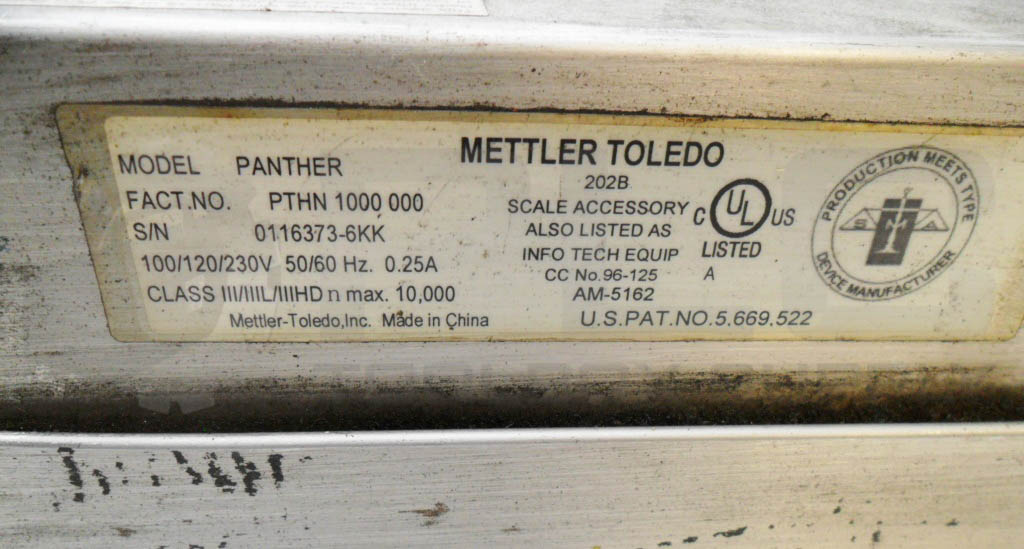 METTLER TOLEDO
MODEL PANTHER
FACT.NO. PTHN 1000 000
S/N 0116373-6KK
100/120/230V 50/60 Hz. 0.25A
CLASS III/IIIL/IIIHD n max. 10,000
Mettler-Toledo,Inc. Made in China
202B
SCALE ACCESSORY
ALSO LISTED AS
INFO TECH EQUIP
CC No.96-125
AM-5162
U.S.PAT.NO.5,669,522
C UL US
LISTED
A
PRODUCTION MEETS TYPE
S A
DEVICE MANUFACTURER